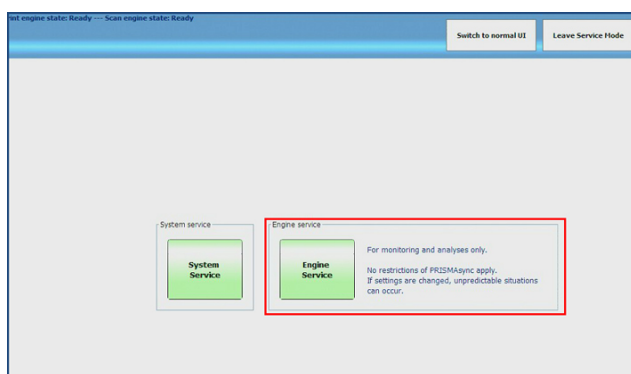 nt engine state: Ready --- Scan engine state: Ready
Switch to normal UI
Leave Service Mode
System service
System
Service
Engine service
Engine
Service
For monitoring and analyses only.
No restrictions of PRISMAsync apply.
If settings are changed, unpredictable situations
can occur.